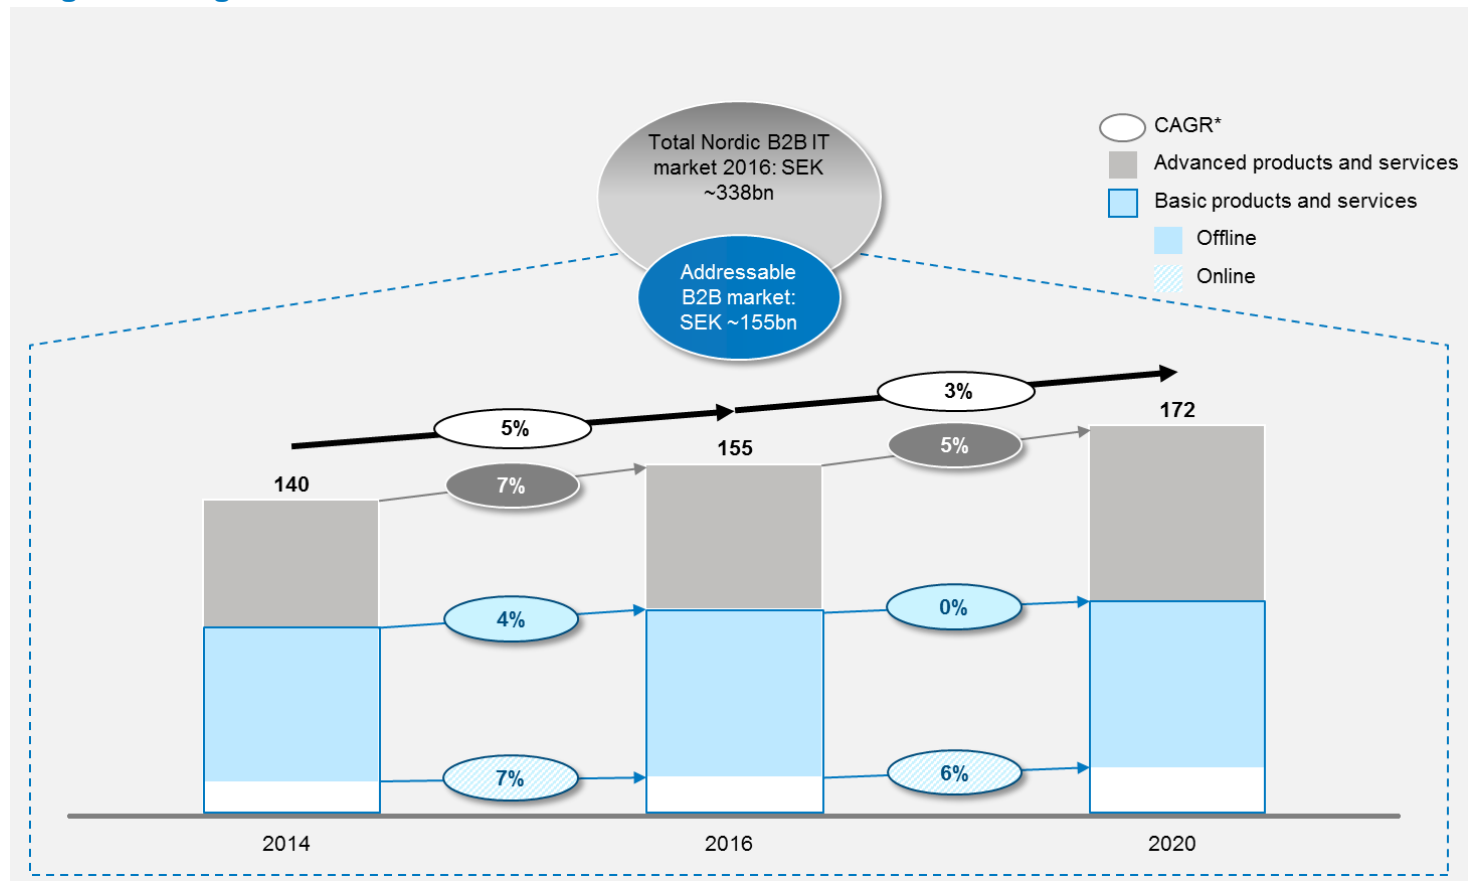 Total Nordic B2B IT
market 2016: SEK
~338bn
Addressable
B2B market:
SEK ~155bn
CAGR*
Advanced products and services
Basic products and services
Offline
Online
3%
5%
172
155
5%
140
7%
4%
0%
7%
6%
2014
2016
2020